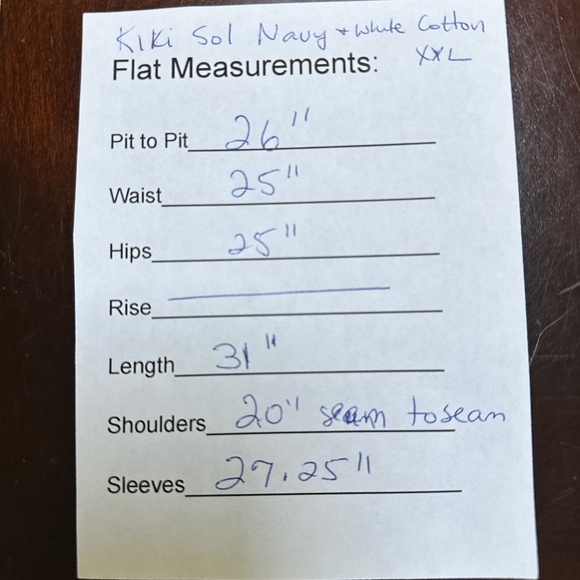 Kiki Sol Navy + White Cotton
Flat Measurements: XXL
Pit to Pit 26"
Waist 25"
Hips 25"
Rise —
Length 31"
Shoulders 20" seam to seam
Sleeves 27.25"